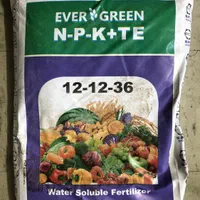 EVER GREEN
N-P-K+TE
12-12-36
Water Soluble Fertilizer